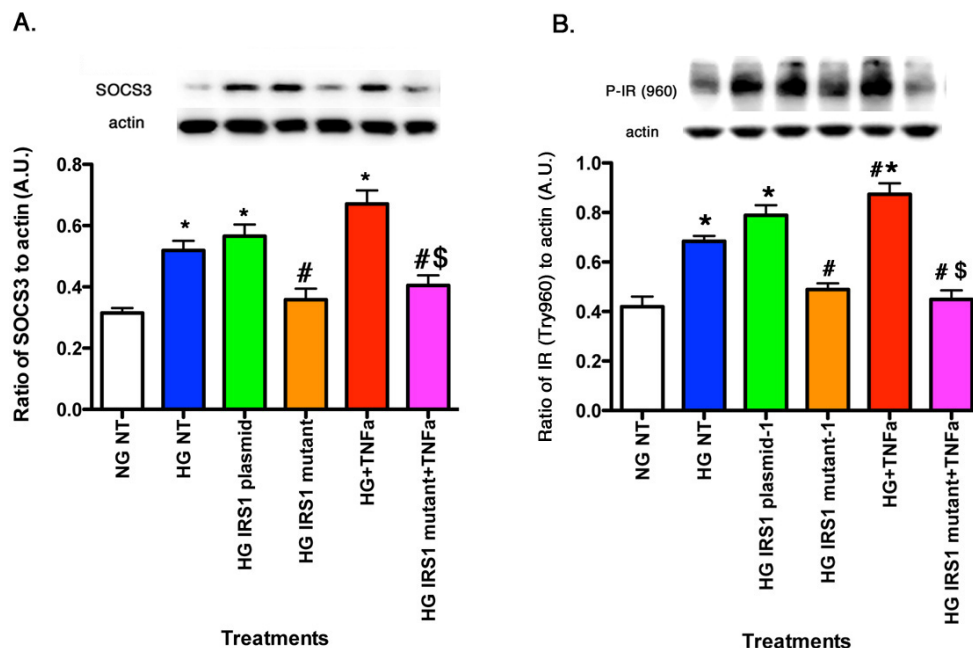 A.
SOCS3
actin
Ratio of SOCS3 to actin (A.U.)
0.8
0.6
0.4
0.2
0.0
*
*
#
*
#$
NG NT
HG NT
HG IRS1 plasmid
HG IRS1 mutant
HG+TNFa
HG IRS1 mutant+TNFa
Treatments
B.
P-IR (960)
actin
Ratio of IR (Try960) to actin (A.U.)
1.0
0.8
0.6
0.4
0.2
0.0
*
*
#
#*
# $
NG NT
HG NT
HG IRS1 plasmid-1
HG IRS1 mutant-1
HG+TNFa
HG IRS1 mutant+TNFa
Treatments